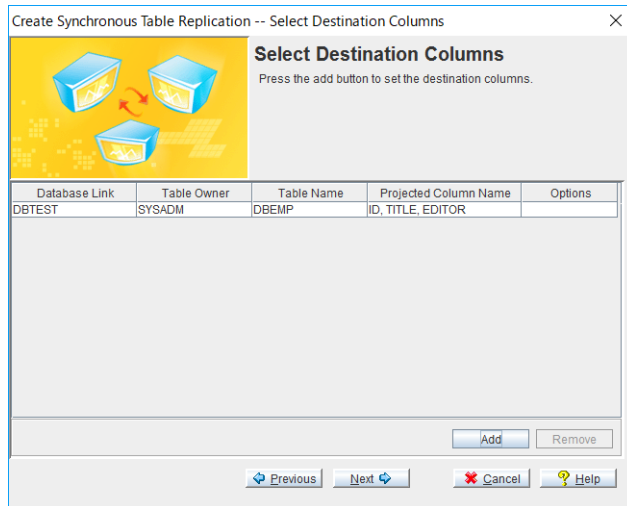 Create Synchronous Table Replication -- Select Destination Columns
Select Destination Columns
Press the add button to set the destination columns.
Database Link Table Owner Table Name Projected Column Name Options
DBTEST SYSADM DBEMP ID, TITLE, EDITOR
Add Remove
Previous Next Cancel Help